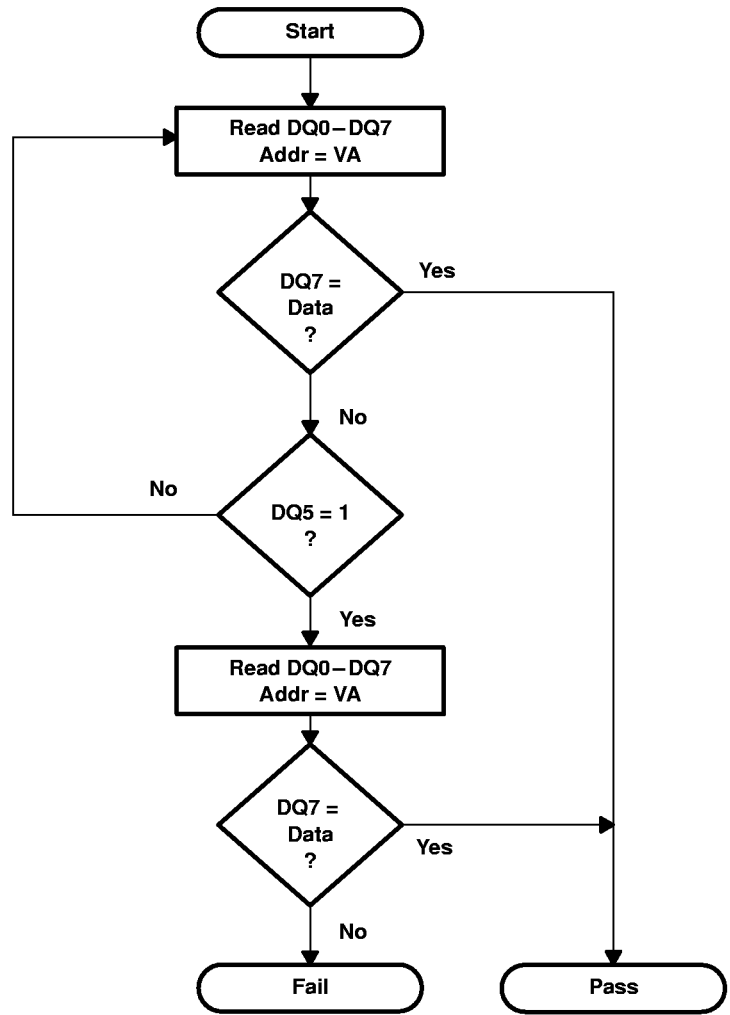 Start
Read DQ0–DQ7
Addr = VA
DQ7 =
Data
?
Yes
No
DQ5 = 1
?
No
Yes
Read DQ0–DQ7
Addr = VA
DQ7 =
Data
?
Yes
No
Fail
Pass